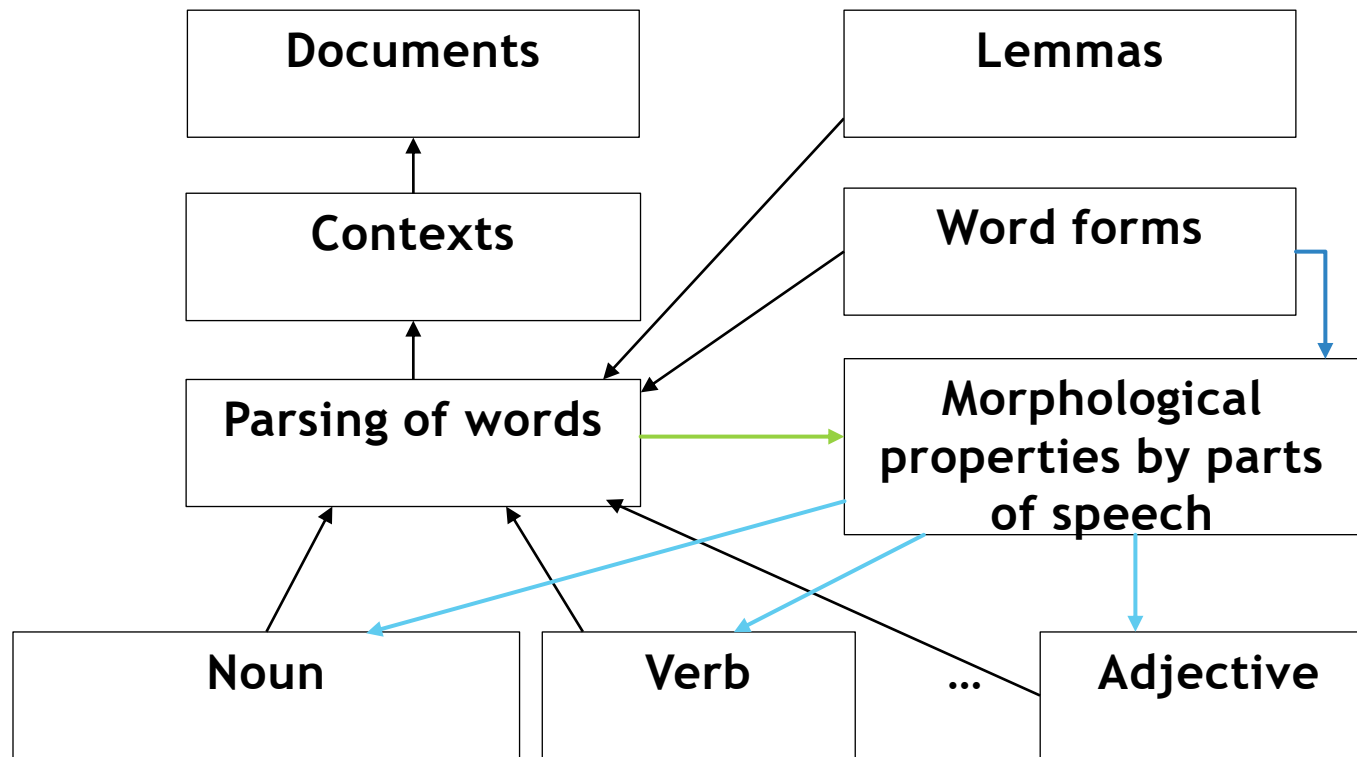 Documents
Lemmas
Contexts
Word forms
Parsing of words
Morphological
properties by parts
of speech
Noun
Verb
...
Adjective